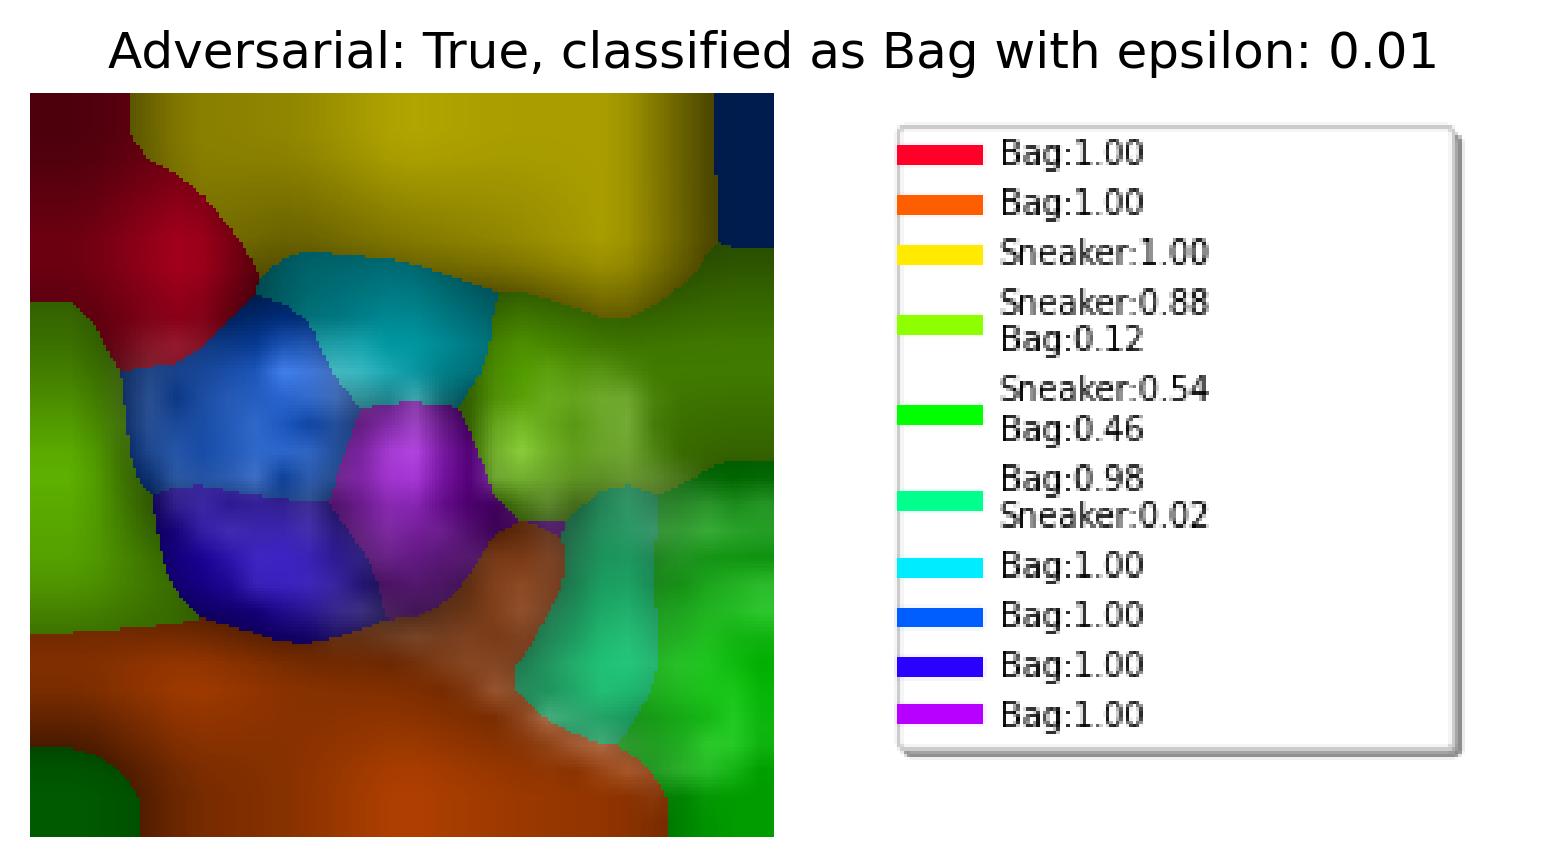 Adversarial: True, classified as Bag with epsilon: 0.01
Bag:1.00
Bag:1.00
Sneaker:1.00
Sneaker:0.88
Bag:0.12
Sneaker:0.54
Bag:0.46
Bag:0.98
Sneaker:0.02
Bag:1.00
Bag:1.00
Bag:1.00
Bag:1.00